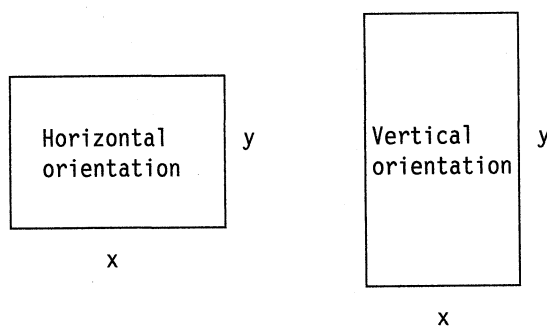 Horizontal
orientation
y
x
Vertical
orientation
y
x